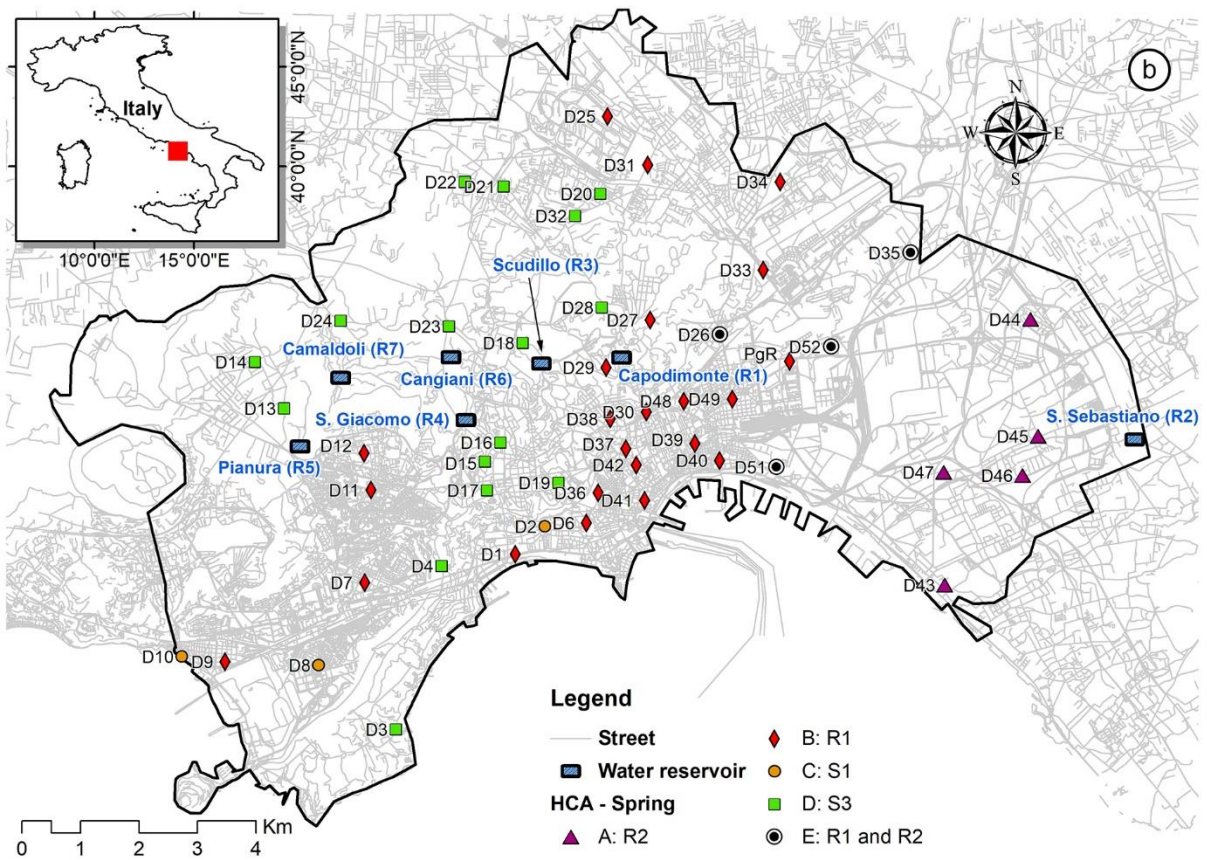 b
45°0'0"N
40°0'0"N
Italy
10°0'0"E 15°0'0"E
N
W E
S
D25
D31
D34
D22 D21 D20
D32
D35
Scudillo (R3)
D33
D28
D27
D24 D23
D26
D44
D18
D52
Camaldoli (R7)
PgR
D14
Cangiani (R6)
D29
Capodimonte (R1)
D13
D48 D49
D30
S. Giacomo (R4)
D38
S. Sebastiano (R2)
D16
D39
D45
D12
D37
Pianura (R5)
D15
D42
D40
D51
D47 D46
D11
D17
D19
D36
D41
D2
D6
D1
D4
D7
D43
D10 D9
D8
D3
Legend
Street
Water reservoir
HCA - Spring
A: R2
B: R1
C: S1
D: S3
E: R1 and R2
Km
0 1 2 3 4